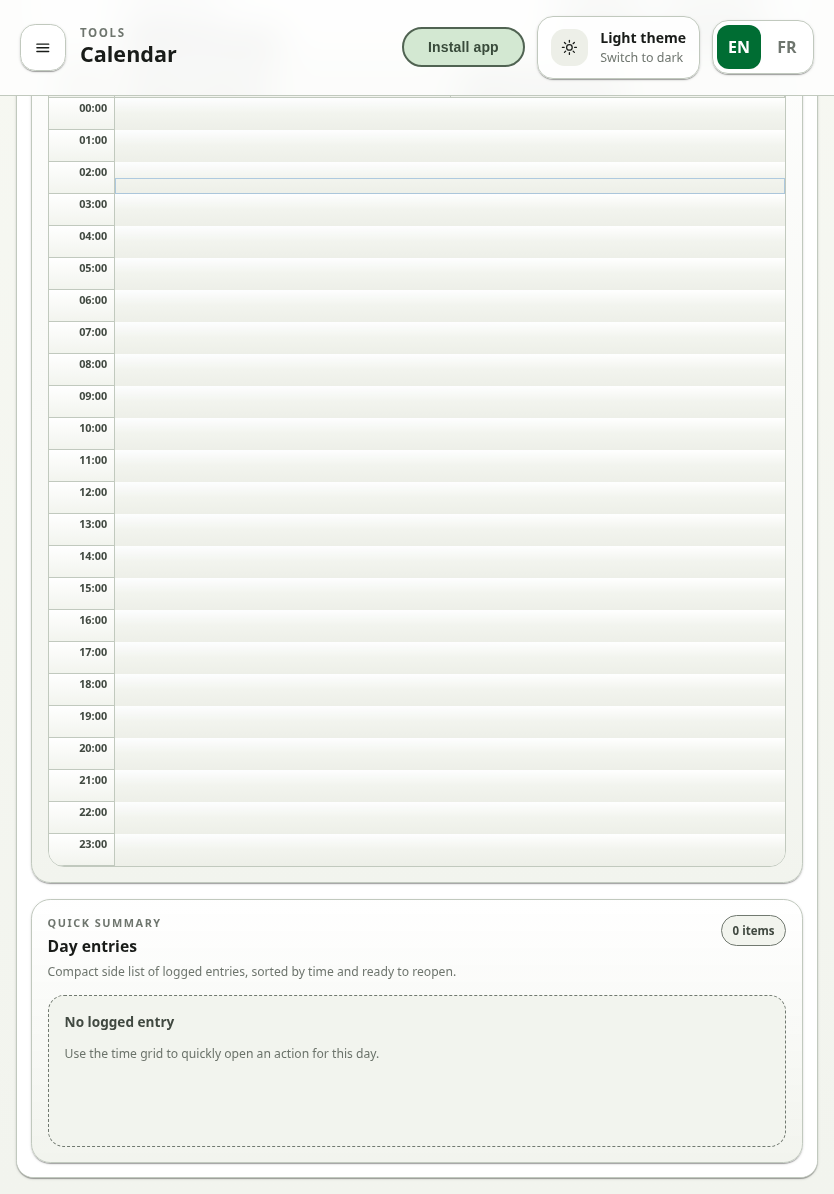 TOOLS
Calendar
Install app
Light theme
Switch to dark
EN
FR
00:00
01:00
02:00
03:00
04:00
05:00
06:00
07:00
08:00
09:00
10:00
11:00
12:00
13:00
14:00
15:00
16:00
17:00
18:00
19:00
20:00
21:00
22:00
23:00
QUICK SUMMARY
Day entries
0 items
Compact side list of logged entries, sorted by time and ready to reopen.
No logged entry
Use the time grid to quickly open an action for this day.